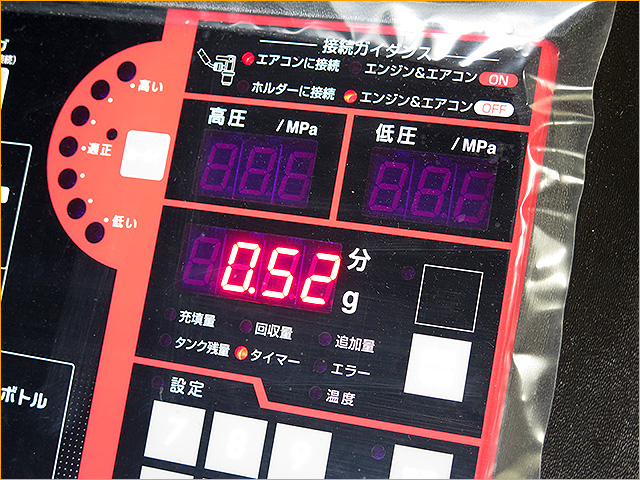 接続ガイダンス
エアコンに接続
エンジン&エアコン ON
ホルダーに接続
エンジン&エアコン OFF
高い
適正
低い
高圧 /MPa
低圧 /MPa
0.52 分
g
充填量
回収量
追加量
タンク残量
タイマー
エラー
温度
設定
ボトル
7 8 9